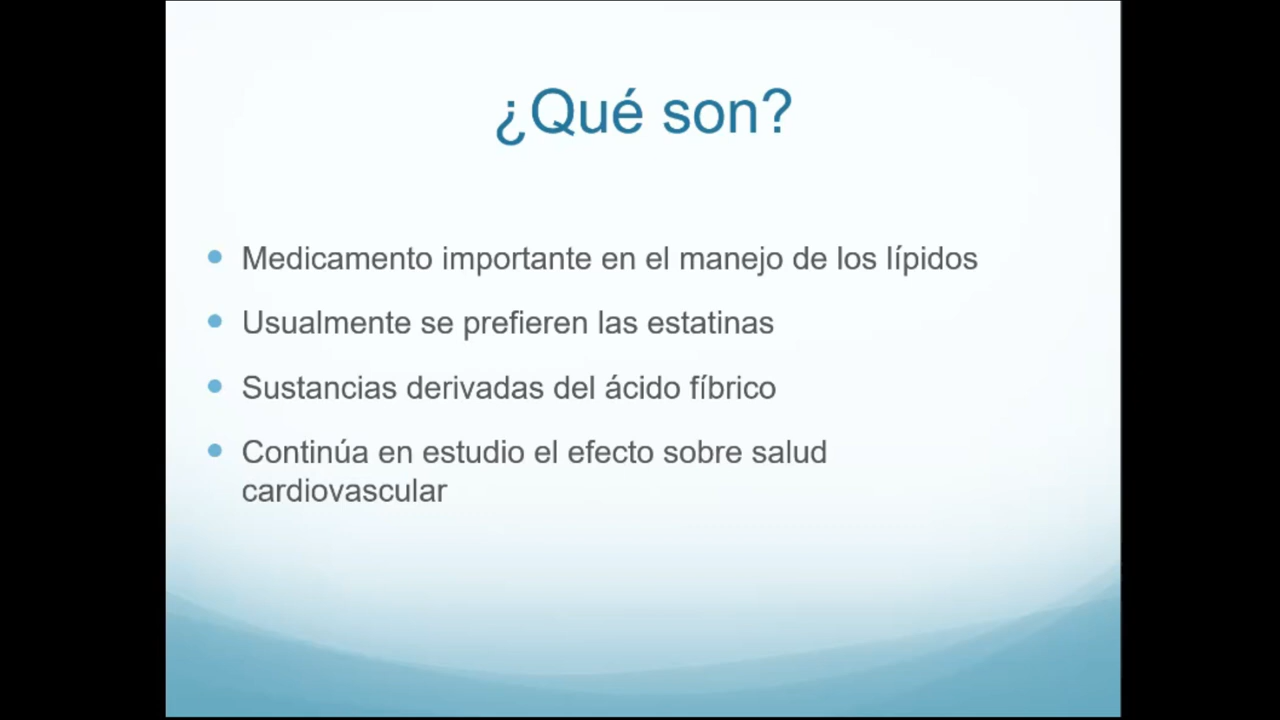 ¿Qué son?
Medicamento importante en el manejo de los lípidos
Usualmente se prefieren las estatinas
Sustancias derivadas del ácido fíbrico
Continúa en estudio el efecto sobre salud
cardiovascular